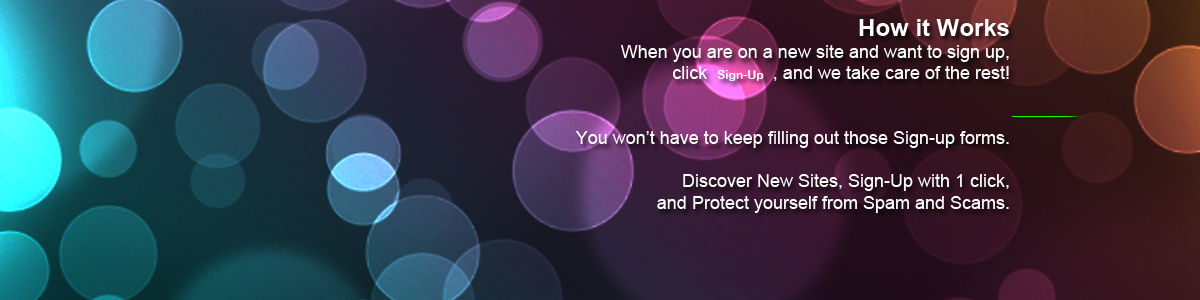 How it Works
When you are on a new site and want to sign up,
click Sign-Up , and we take care of the rest!
You won’t have to keep filling out those Sign-up forms.
Discover New Sites, Sign-Up with 1 click,
and Protect yourself from Spam and Scams.